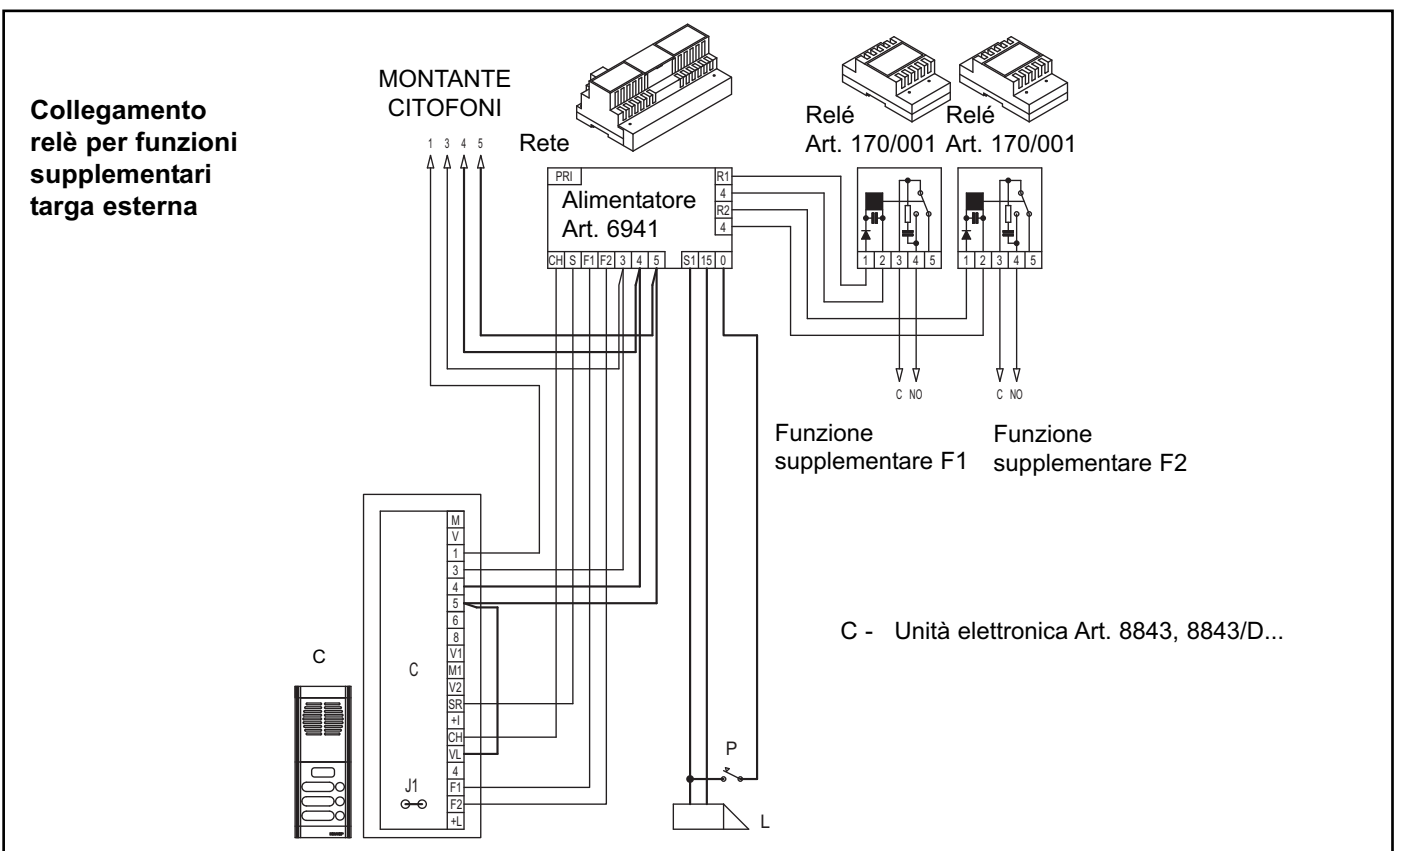 Collegamento
relè per funzioni
supplementari
targa esterna
MONTANTE
CITOFONI
1 3 4 5
Rete
Relé
Art. 170/001
Relé
Art. 170/001
PRI
Alimentatore
Art. 6941
R1
4
R2
4
CH S F1 F2 3 4 5 S1 15 0
1 2 3 4 5
1 2 3 4 5
C NO
C NO
Funzione
supplementare F1
Funzione
supplementare F2
M
V
1
3
4
5
6
8
V1
M1
V2
SR
+I
CH
VL
4
F1
F2
+L
C
J1
C
C - Unità elettronica Art. 8843, 8843/D...
P
L